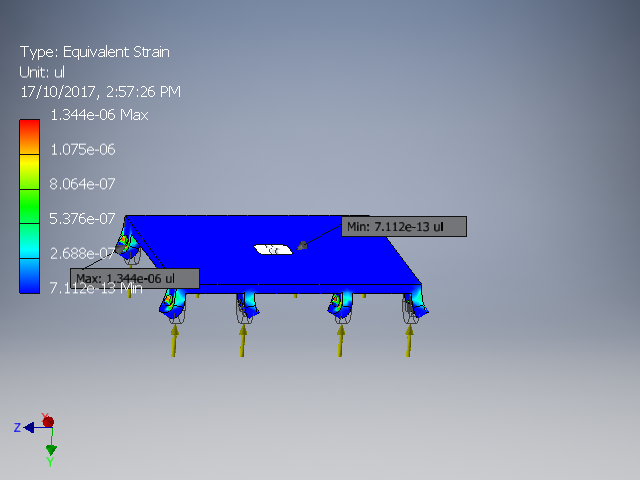 Type: Equivalent Strain
Unit: ul
17/10/2017, 2:57:26 PM
1.344e-06 Max
1.075e-06
8.064e-07
5.376e-07
2.688e-07
7.112e-13 Min
Min: 7.112e-13 ul
Max: 1.344e-06 ul
X
Z
Y